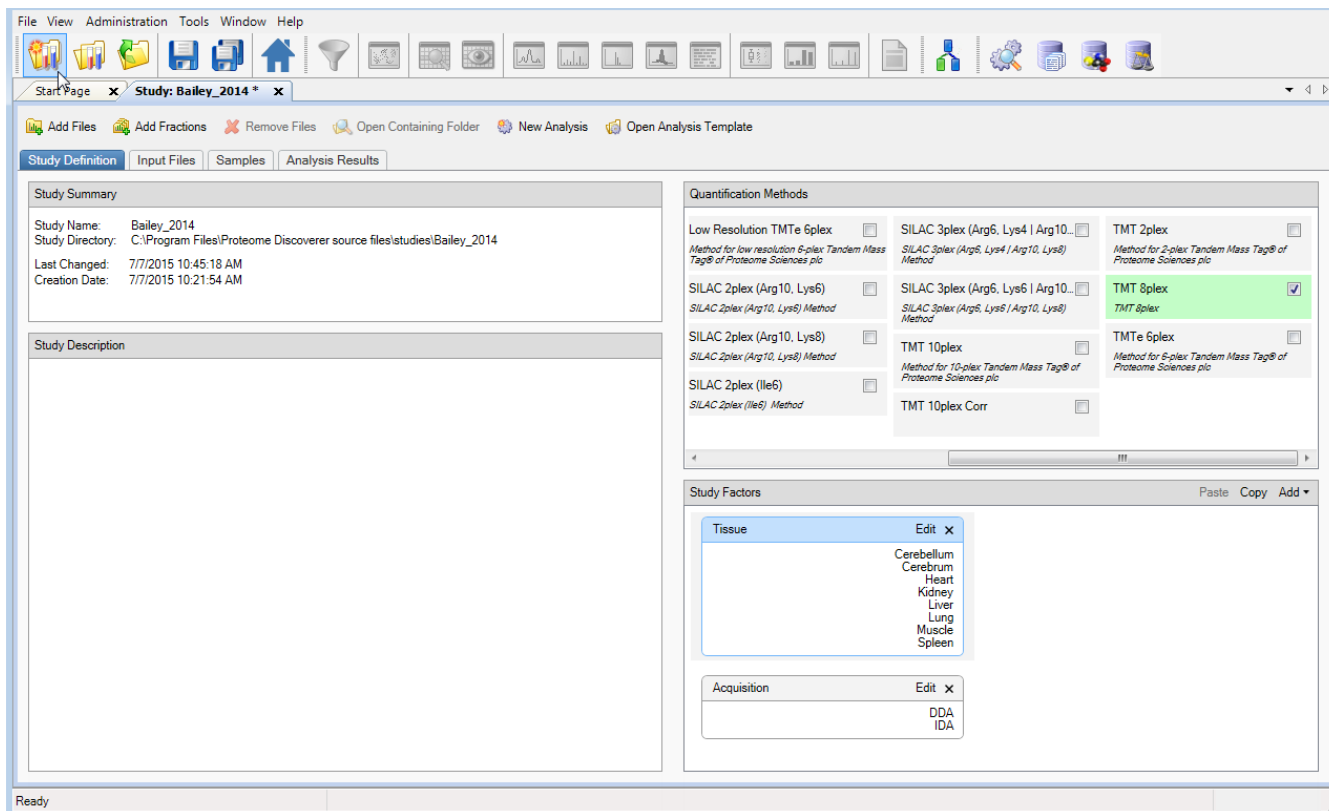 File View Administration Tools Window Help
Start Page x Study: Bailey_2014 * x
Add Files Add Fractions Remove Files Open Containing Folder New Analysis Open Analysis Template
Study Definition Input Files Samples Analysis Results
Study Summary
Study Name: Bailey_2014
Study Directory: C:\Program Files\Proteome Discoverer source files\studies\Bailey_2014
Last Changed: 7/7/2015 10:45:18 AM
Creation Date: 7/7/2015 10:21:54 AM
Study Description
Quantification Methods
Low Resolution TMTe 6plex
Method for low resolution 6-plex Tandem Mass
Tag® of Proteome Sciences plc
SILAC 2plex (Arg10, Lys6)
SILAC 2plex (Arg10, Lys6) Method
SILAC 2plex (Arg10, Lys8)
SILAC 2plex (Arg10, Lys8) Method
SILAC 2plex (Ile6)
SILAC 2plex (Ile6) Method
SILAC 3plex (Arg6, Lys4 | Arg10...
SILAC 3plex (Arg6, Lys4 | Arg10, Lys8)
Method
SILAC 3plex (Arg6, Lys6 | Arg10...
SILAC 3plex (Arg6, Lys6 | Arg10, Lys8)
Method
TMT 10plex
Method for 10-plex Tandem Mass Tag® of
Proteome Sciences plc
TMT 10plex Corr
TMT 2plex
Method for 2-plex Tandem Mass Tag® of
Proteome Sciences plc
TMT 8plex
TMT 8plex
TMTe 6plex
Method for 6-plex Tandem Mass Tag® of
Proteome Sciences plc
Study Factors Paste Copy Add
Tissue Edit x
Cerebellum
Cerebrum
Heart
Kidney
Liver
Lung
Muscle
Spleen
Acquisition Edit x
DDA
IDA
Ready